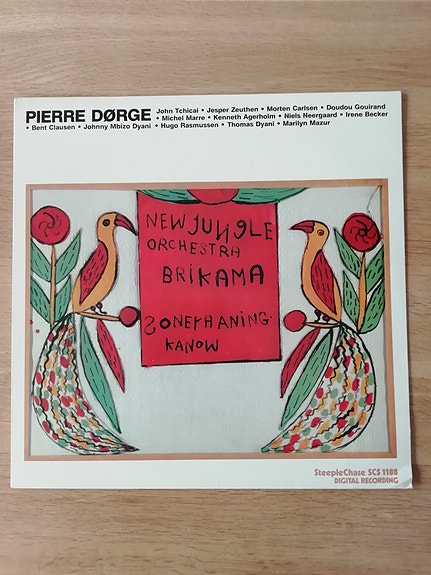 PIERRE DØRGE John Tchicai • Jesper Zeuthen • Morten Carlsen • Doudou Gouirand
• Michel Marre • Kenneth Agerholm • Niels Neergaard • Irene Becker
• Bent Clausen • Johnny Mbizo Dyani • Hugo Rasmussen • Thomas Dyani • Marilyn Mazur
NEW JUNGLE
ORCHESTRA
BRIKAMA
SONEFHANING.
KANOW
SteepleChase SCS 1188
DIGITAL RECORDING